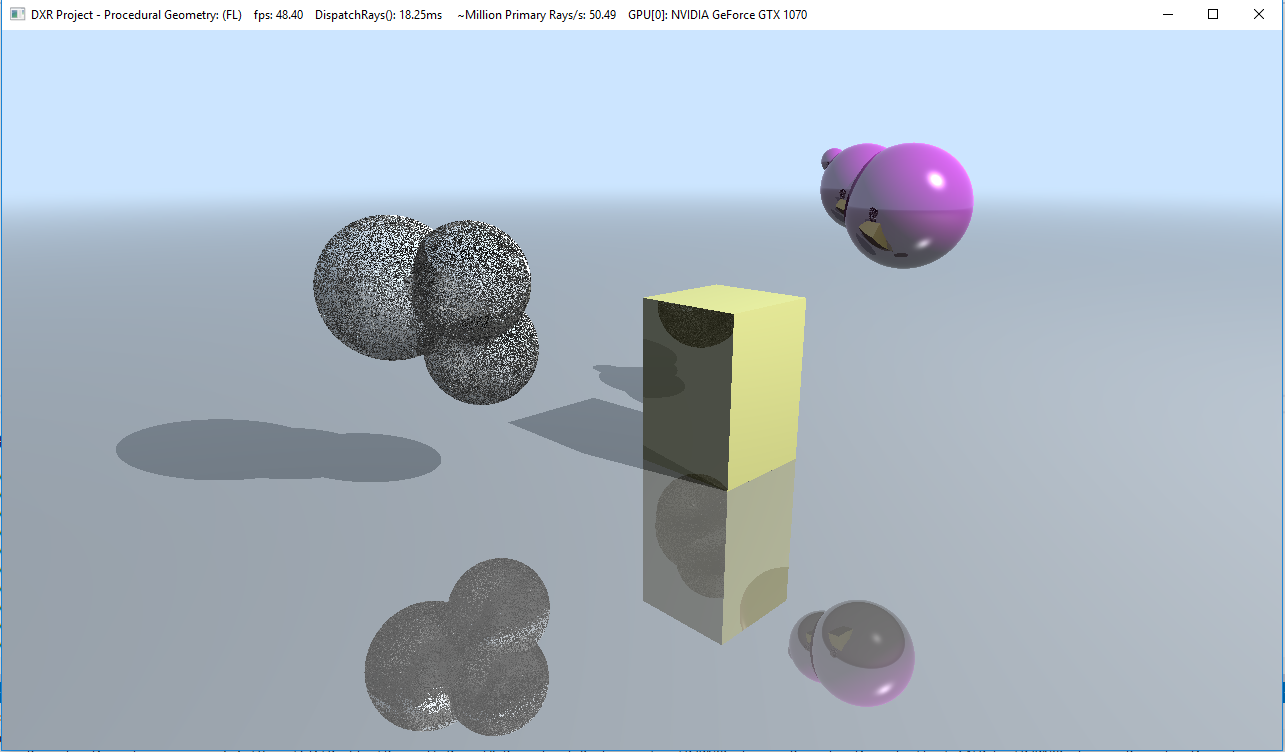 DXR Project - Procedural Geometry: (FL)    fps: 48.40    DispatchRays(): 18.25ms    ~Million Primary Rays/s: 50.49    GPU[0]: NVIDIA GeForce GTX 1070